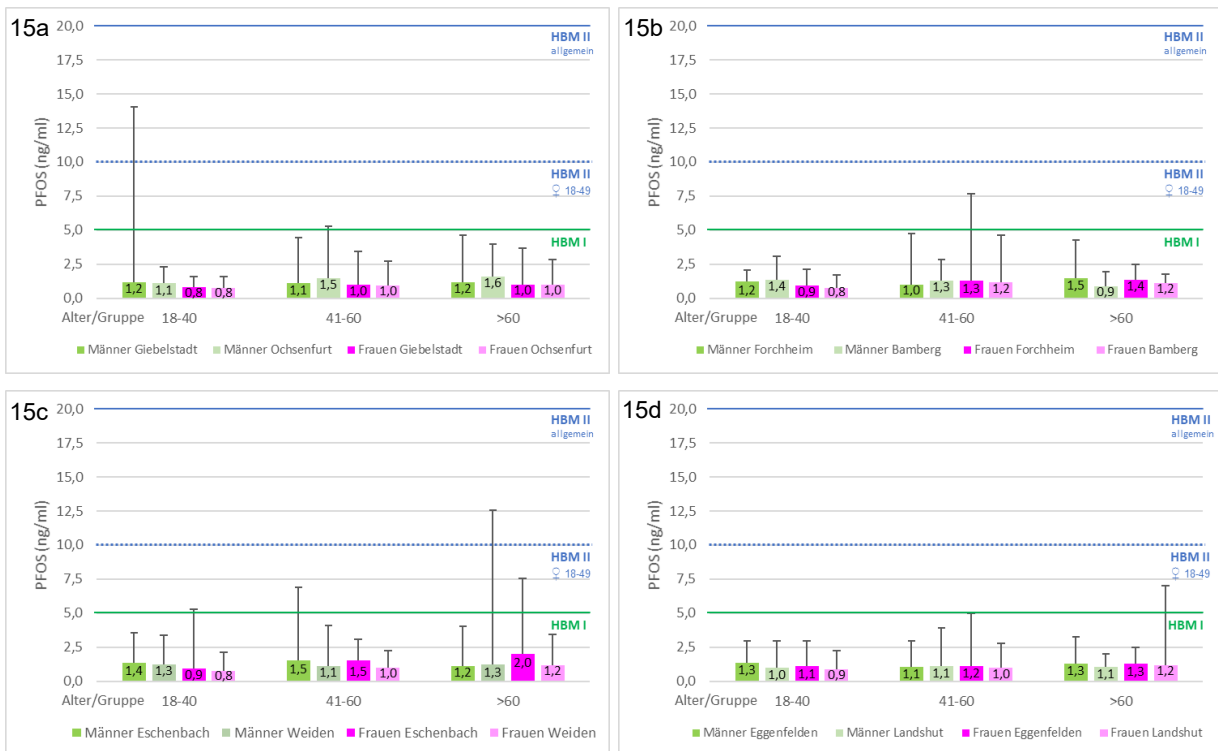 15a
20,0
17,5
15,0
12,5
10,0
7,5
5,0
2,5
0,0
PFOS (ng/ml)
HBM II
allgemein
HBM II
♀ 18-49
HBM I
1,2 1,1 0,8 0,8 1,1 1,5 1,0 1,0 1,2 1,6 1,0 1,0
Alter/Gruppe 18-40 41-60 >60
Männer Giebelstadt Männer Ochsenfurt Frauen Giebelstadt Frauen Ochsenfurt
15b
20,0
17,5
15,0
12,5
10,0
7,5
5,0
2,5
0,0
PFOS (ng/ml)
HBM II
allgemein
HBM II
♀ 18-49
HBM I
1,2 1,4 0,9 0,8 1,0 1,3 1,3 1,2 1,5 0,9 1,4 1,2
Alter/Gruppe 18-40 41-60 >60
Männer Forchheim Männer Bamberg Frauen Forchheim Frauen Bamberg
15c
20,0
17,5
15,0
12,5
10,0
7,5
5,0
2,5
0,0
PFOS (ng/ml)
HBM II
allgemein
HBM II
♀ 18-49
HBM I
1,4 1,3 0,9 0,8 1,5 1,1 1,5 1,0 1,2 1,3 2,0 1,2
Alter/Gruppe 18-40 41-60 >60
Männer Eschenbach Männer Weiden Frauen Eschenbach Frauen Weiden
15d
20,0
17,5
15,0
12,5
10,0
7,5
5,0
2,5
0,0
PFOS (ng/ml)
HBM II
allgemein
HBM II
♀ 18-49
HBM I
1,3 1,0 1,1 0,9 1,1 1,1 1,2 1,0 1,3 1,1 1,3 1,2
Alter/Gruppe 18-40 41-60 >60
Männer Eggenfelden Männer Landshut Frauen Eggenfelden Frauen Landshut